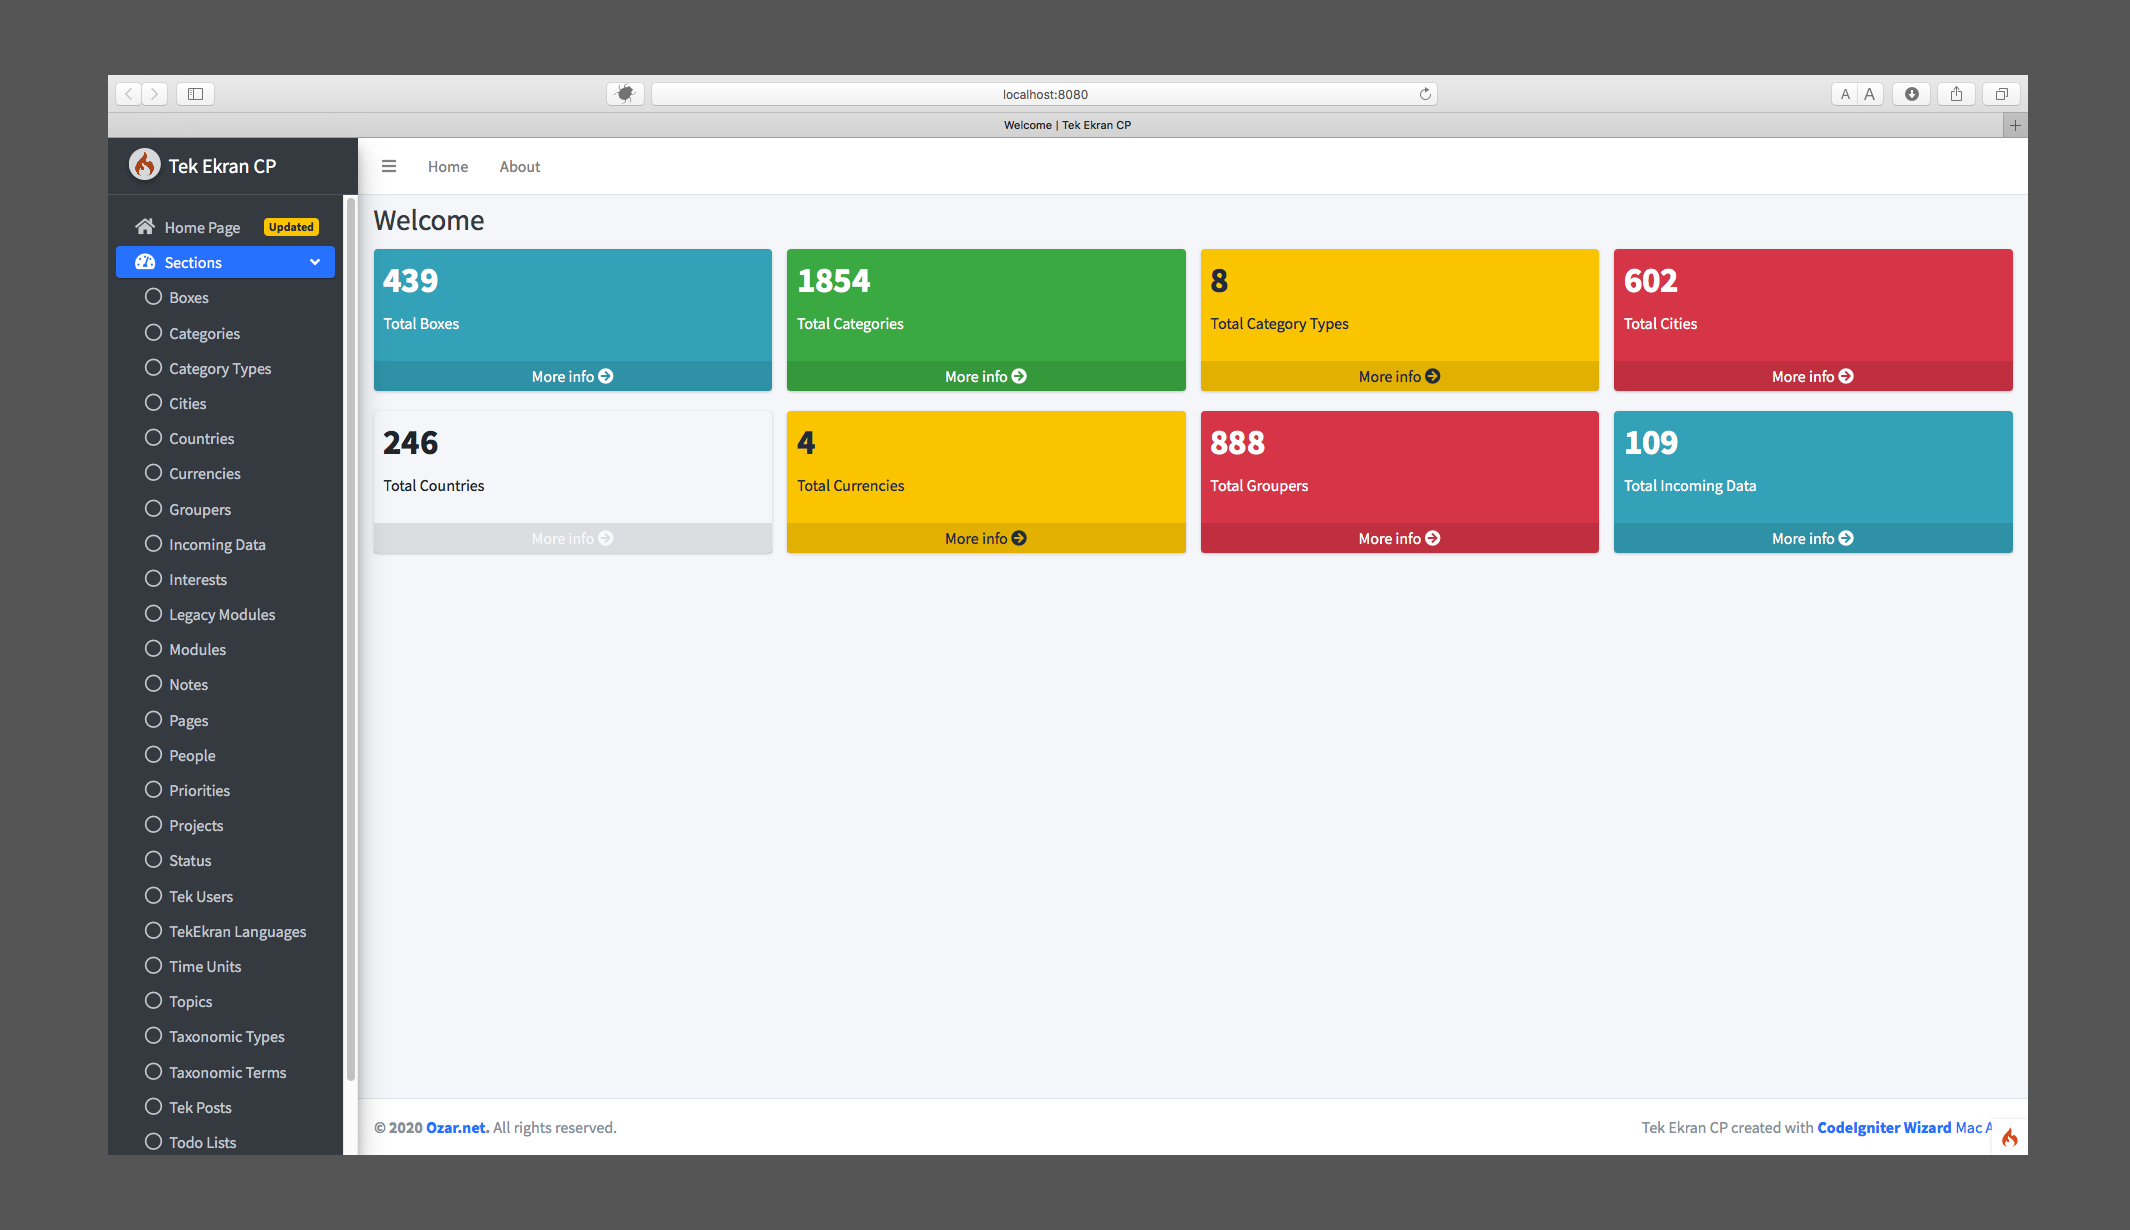 localhost:8080
A A
Welcome | Tek Ekran CP
Tek Ekran CP
Home About
Home Page Updated
Sections
Boxes
Categories
Category Types
Cities
Countries
Currencies
Groupers
Incoming Data
Interests
Legacy Modules
Modules
Notes
Pages
People
Priorities
Projects
Status
Tek Users
TekEkran Languages
Time Units
Topics
Taxonomic Types
Taxonomic Terms
Tek Posts
Todo Lists
Welcome
439
Total Boxes
More info
1854
Total Categories
More info
8
Total Category Types
More info
602
Total Cities
More info
246
Total Countries
More info
4
Total Currencies
More info
888
Total Groupers
More info
109
Total Incoming Data
More info
© 2020 Ozar.net. All rights reserved.
Tek Ekran CP created with CodeIgniter Wizard Mac A